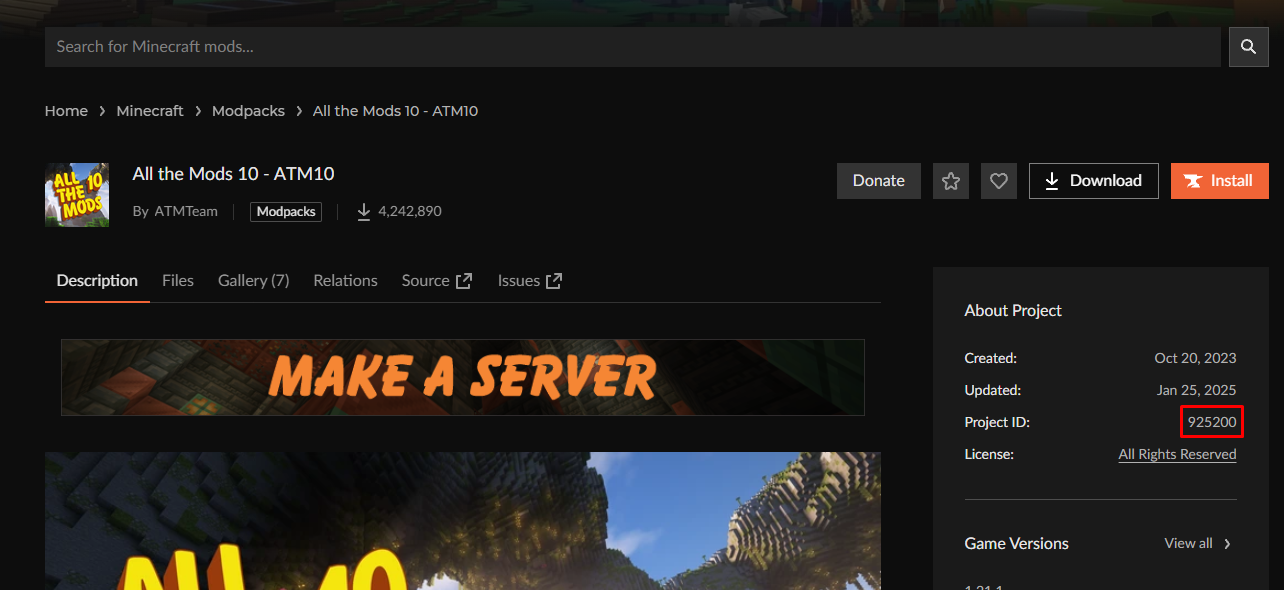 Search for Minecraft mods...
Home > Minecraft > Modpacks > All the Mods 10 - ATM10
ALL THE 10 MODS
All the Mods 10 - ATM10
By ATMTeam | Modpacks | 4,242,890
Donate
Download
Install
Description Files Gallery (7) Relations Source Issues
MAKE A SERVER
ALL 10
About Project
Created: Oct 20, 2023
Updated: Jan 25, 2025
Project ID: 925200
License: All Rights Reserved
Game Versions View all >